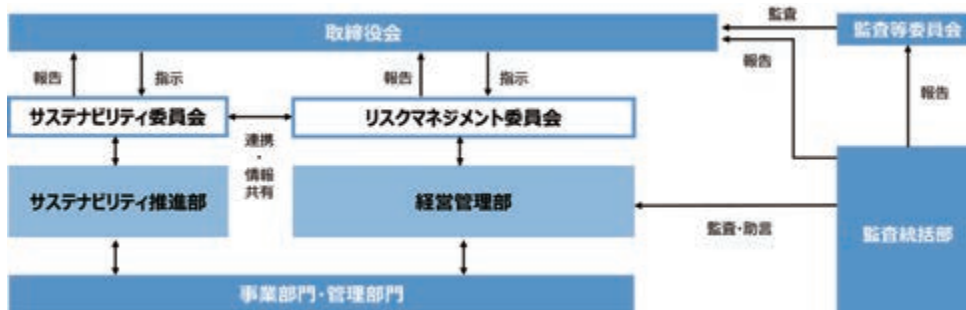 取締役会
監査
監査等委員会
報告
指示
報告
指示
報告
報告
サステナビリティ委員会
リスクマネジメント委員会
連携
・
情報
共有
サステナビリティ推進部
経営管理部
監査・助言
監査統括部
事業部門・管理部門